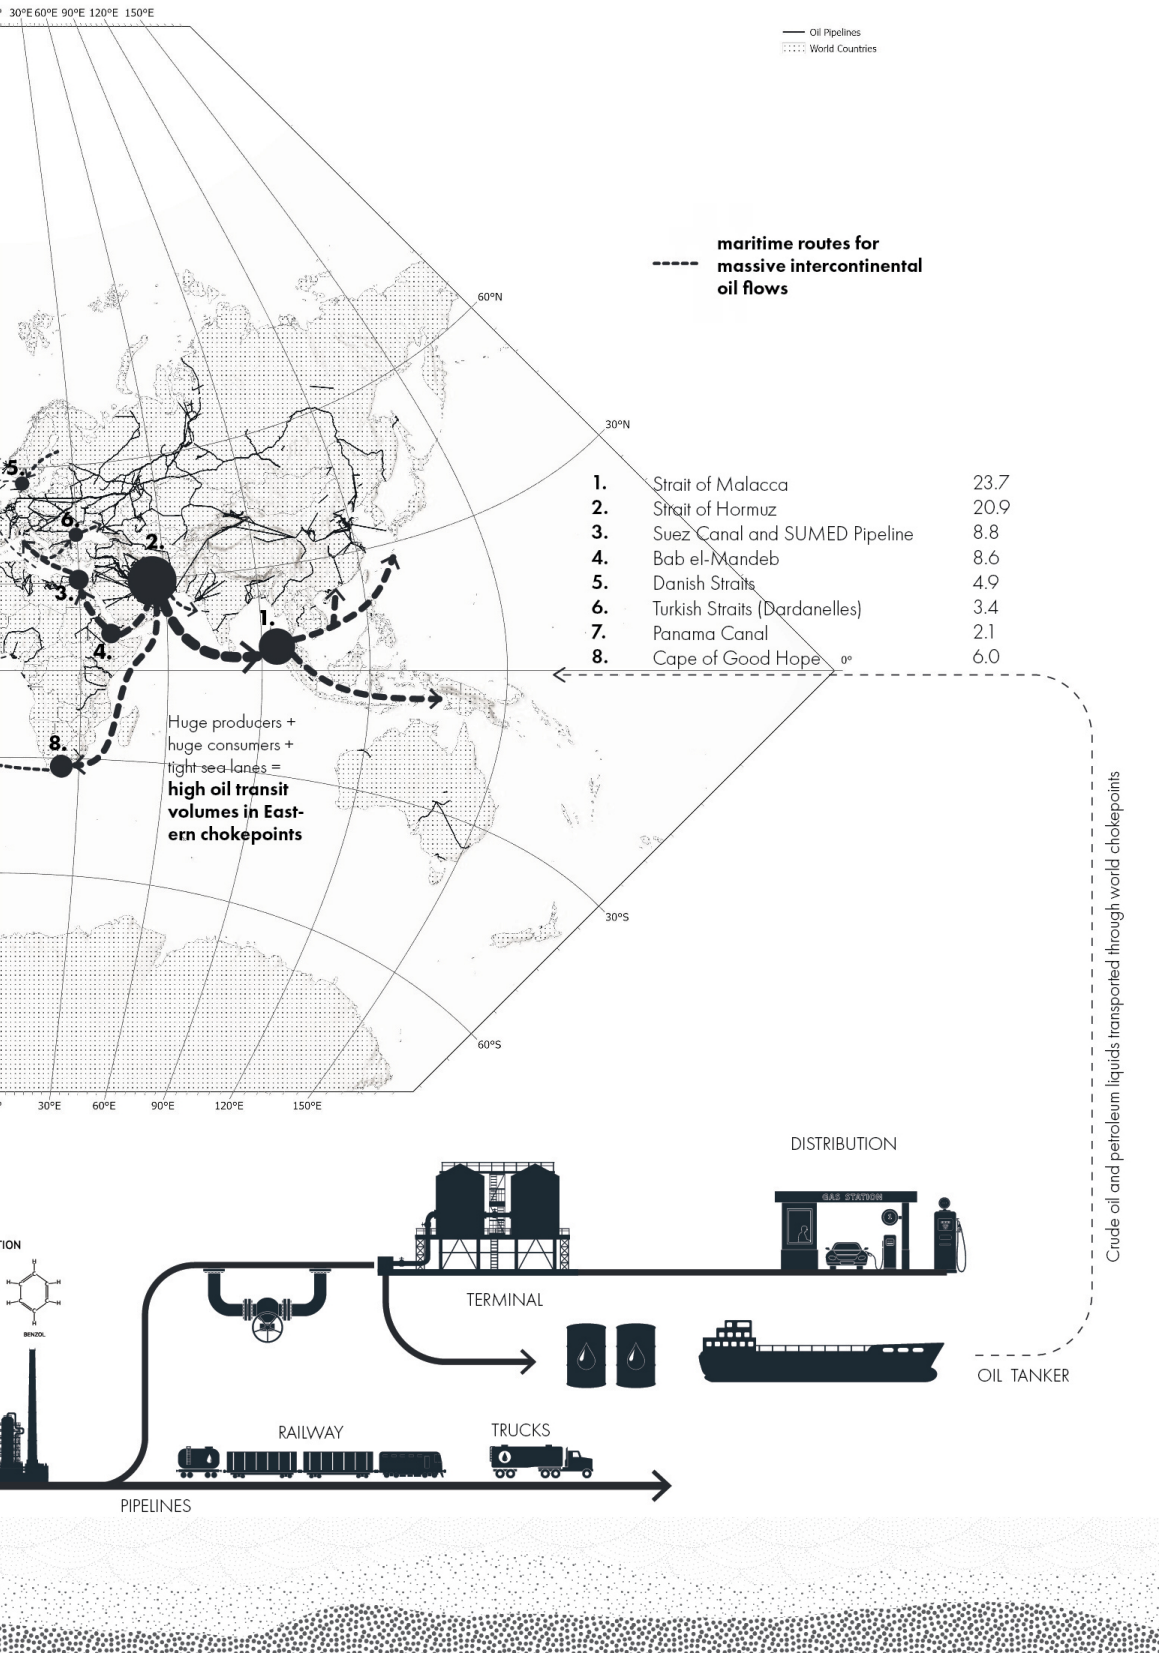 30°E 60°E 90°E 120°E 150°E
Oil Pipelines
World Countries
maritime routes for
massive intercontinental
oil flows
60°N
30°N
5.
6.
2.
3.
1.
4.
8.
1. Strait of Malacca 23.7
2. Strait of Hormuz 20.9
3. Suez Canal and SUMED Pipeline 8.8
4. Bab el-Mandeb 8.6
5. Danish Straits 4.9
6. Turkish Straits (Dardanelles) 3.4
7. Panama Canal 2.1
8. Cape of Good Hope 6.0
0°
Huge producers +
huge consumers +
tight sea lanes =
high oil transit
volumes in East-
ern chokepoints
30°S
60°S
30°E 60°E 90°E 120°E 150°E
Crude oil and petroleum liquids transported through world chokepoints
DISTRIBUTION
GAS STATION
TION
H
H H
H H
H
BENZOL
TERMINAL
OIL TANKER
RAILWAY
TRUCKS
PIPELINES